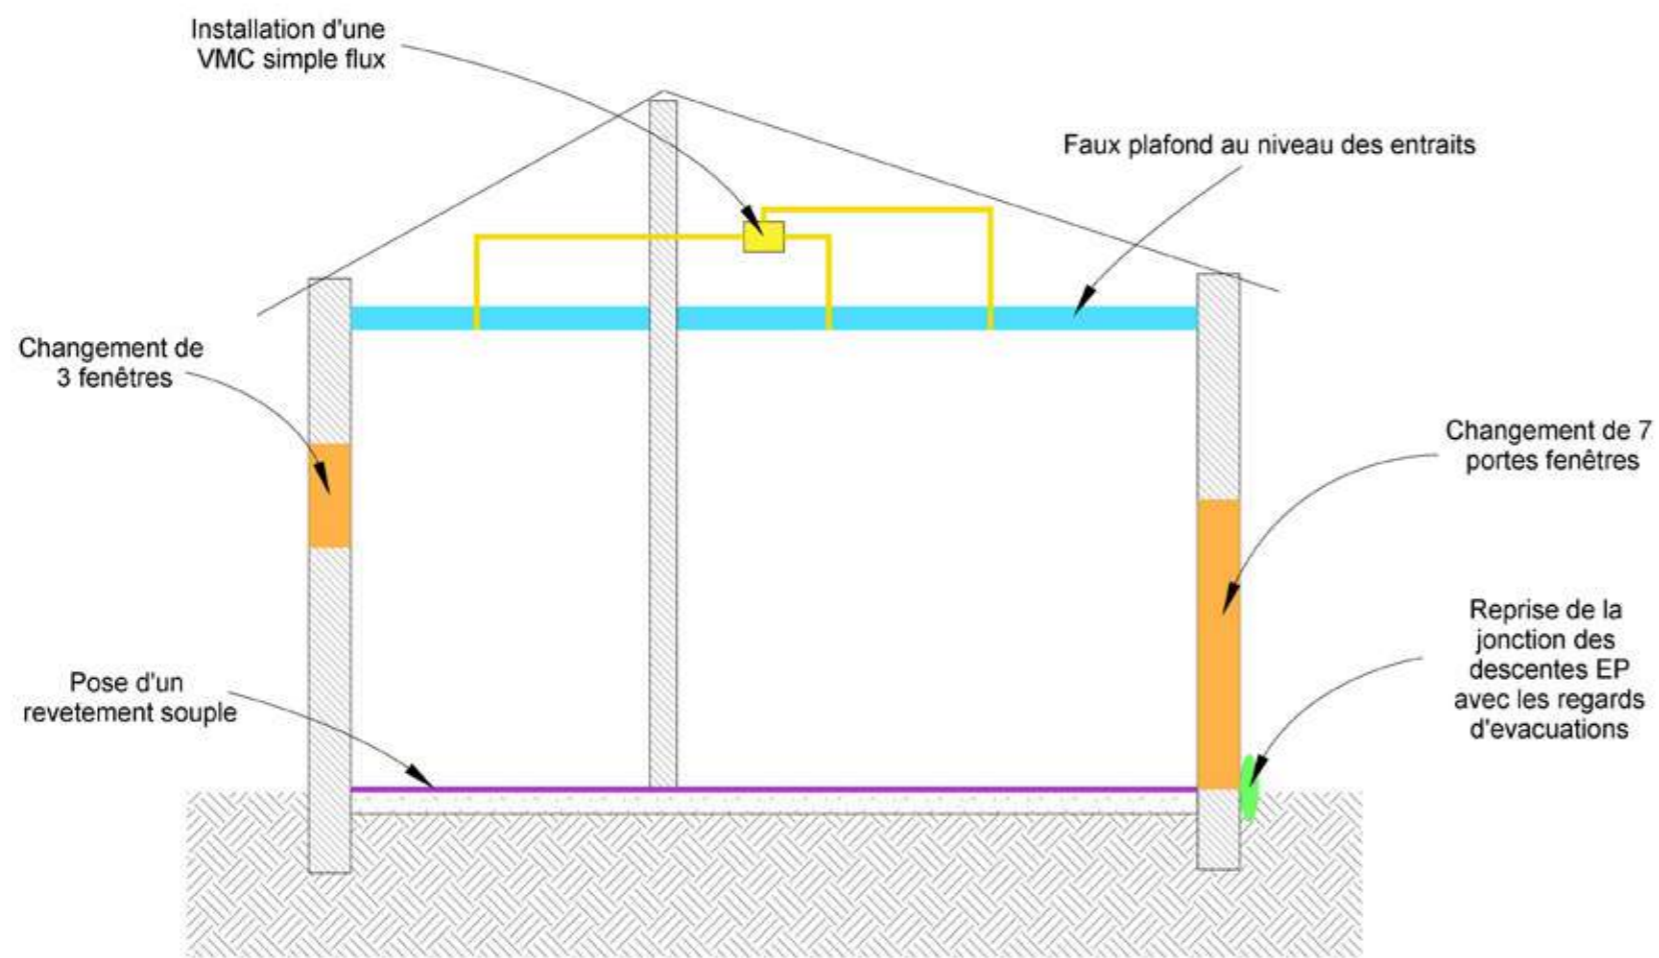 Installation d'une
VMC simple flux
Faux plafond au niveau des entraits
Changement de
3 fenêtres
Changement de 7
portes fenêtres
Reprise de la
jonction des
descentes EP
avec les regards
d'evacuations
Pose d'un
revetement souple